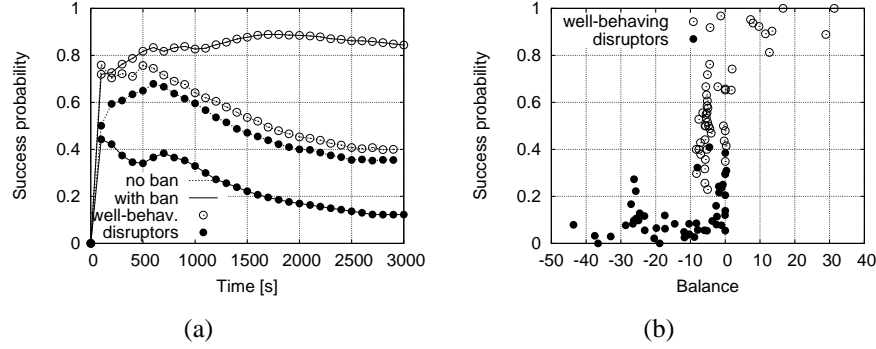 1
0.8
0.6
0.4
0.2
0
Success probability
no ban
with ban
well-behav.
disruptors
0 500 1000 1500 2000 2500 3000
Time [s]
(a)
1
0.8
0.6
0.4
0.2
0
Success probability
well-behaving
disruptors
-50 -40 -30 -20 -10 0 10 20 30 40
Balance
(b)